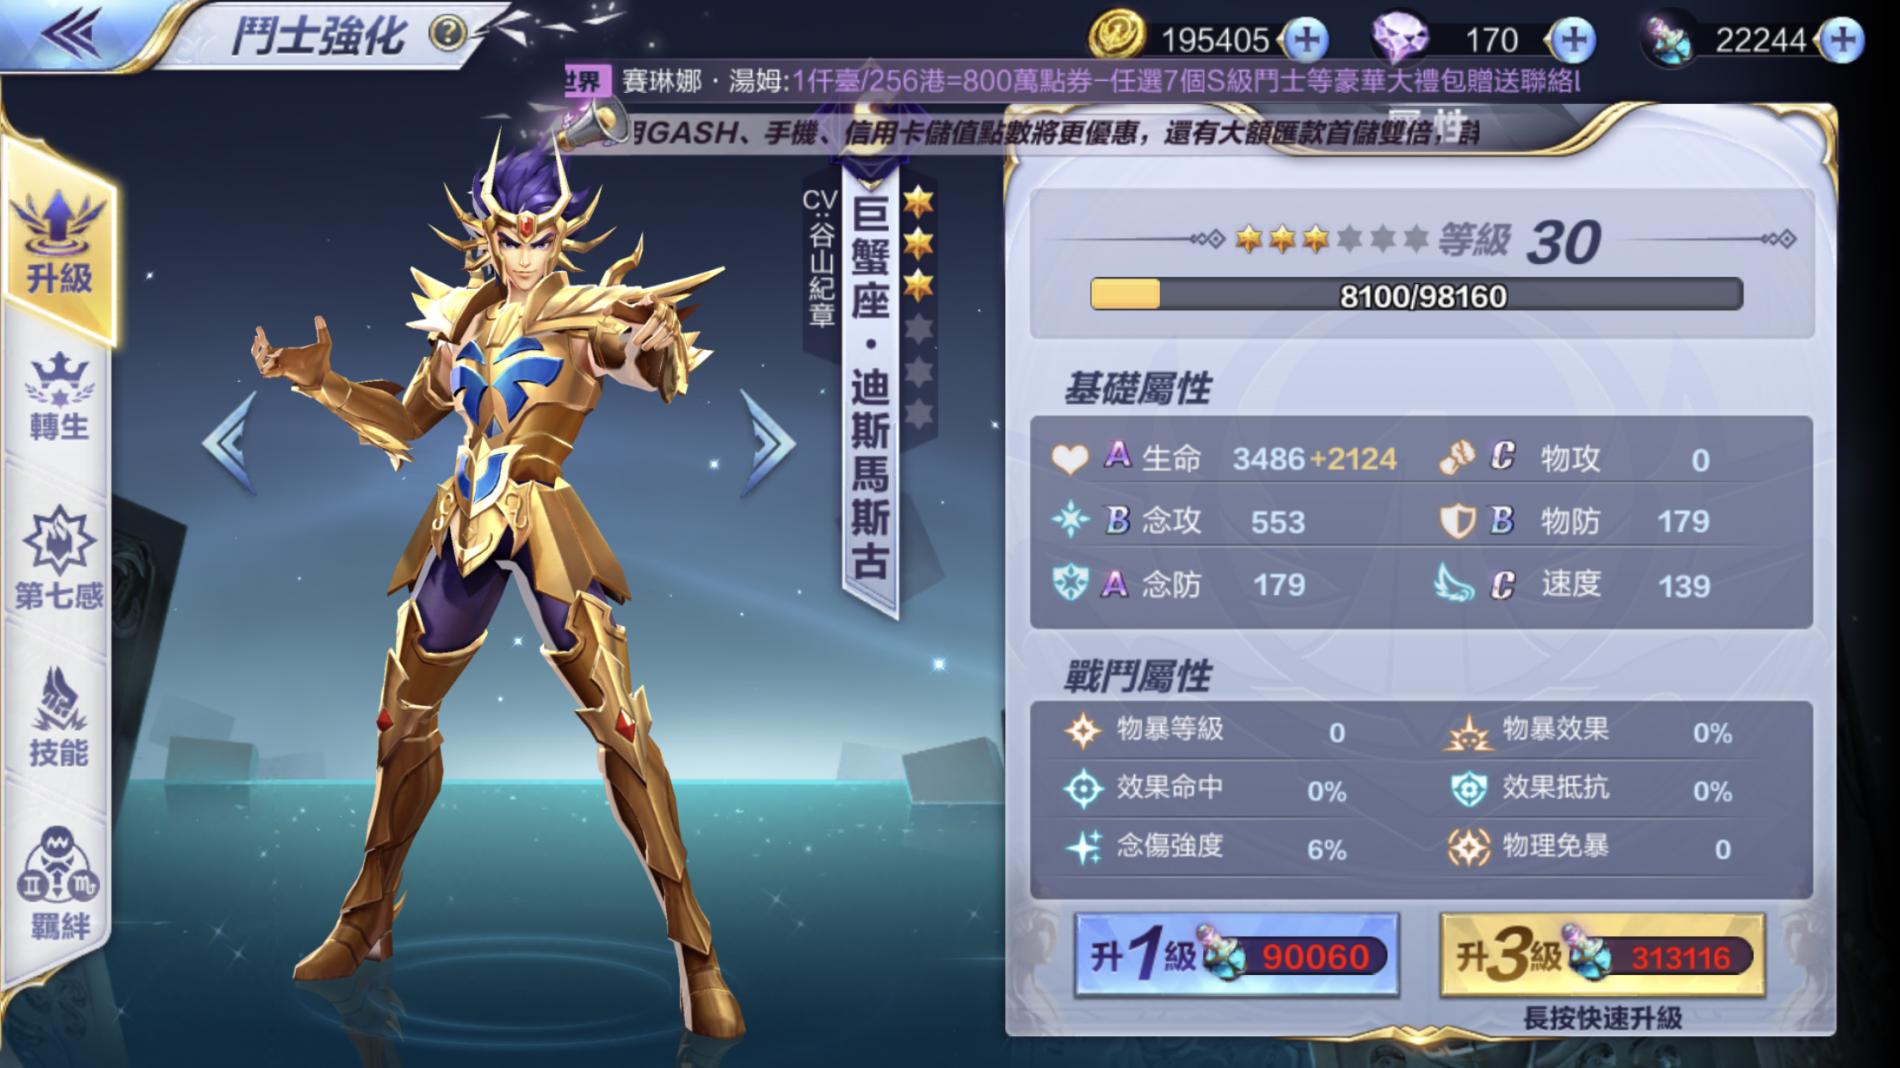 鬥士強化
?
195405
170
22244
世界 賽琳娜·湯姆:1仟臺/256港=800萬點券-任選7個S級鬥士等豪華大禮包贈送聯絡
GASH、手機、信用卡儲值點數將更優惠，還有大額匯款首儲雙倍，
升級
轉生
第七感
技能
羈絆
S
CV:谷山紀章
巨蟹座·迪斯馬斯古
等級 30
8100/98160
基礎屬性
A 生命 3486+2124
C 物攻 0
B 念攻 553
B 物防 179
A 念防 179
C 速度 139
戰鬥屬性
物暴等級 0
物暴效果 0%
效果命中 0%
效果抵抗 0%
念傷強度 6%
物理免暴 0
升1級 90060
升3級 313116
長按快速升級